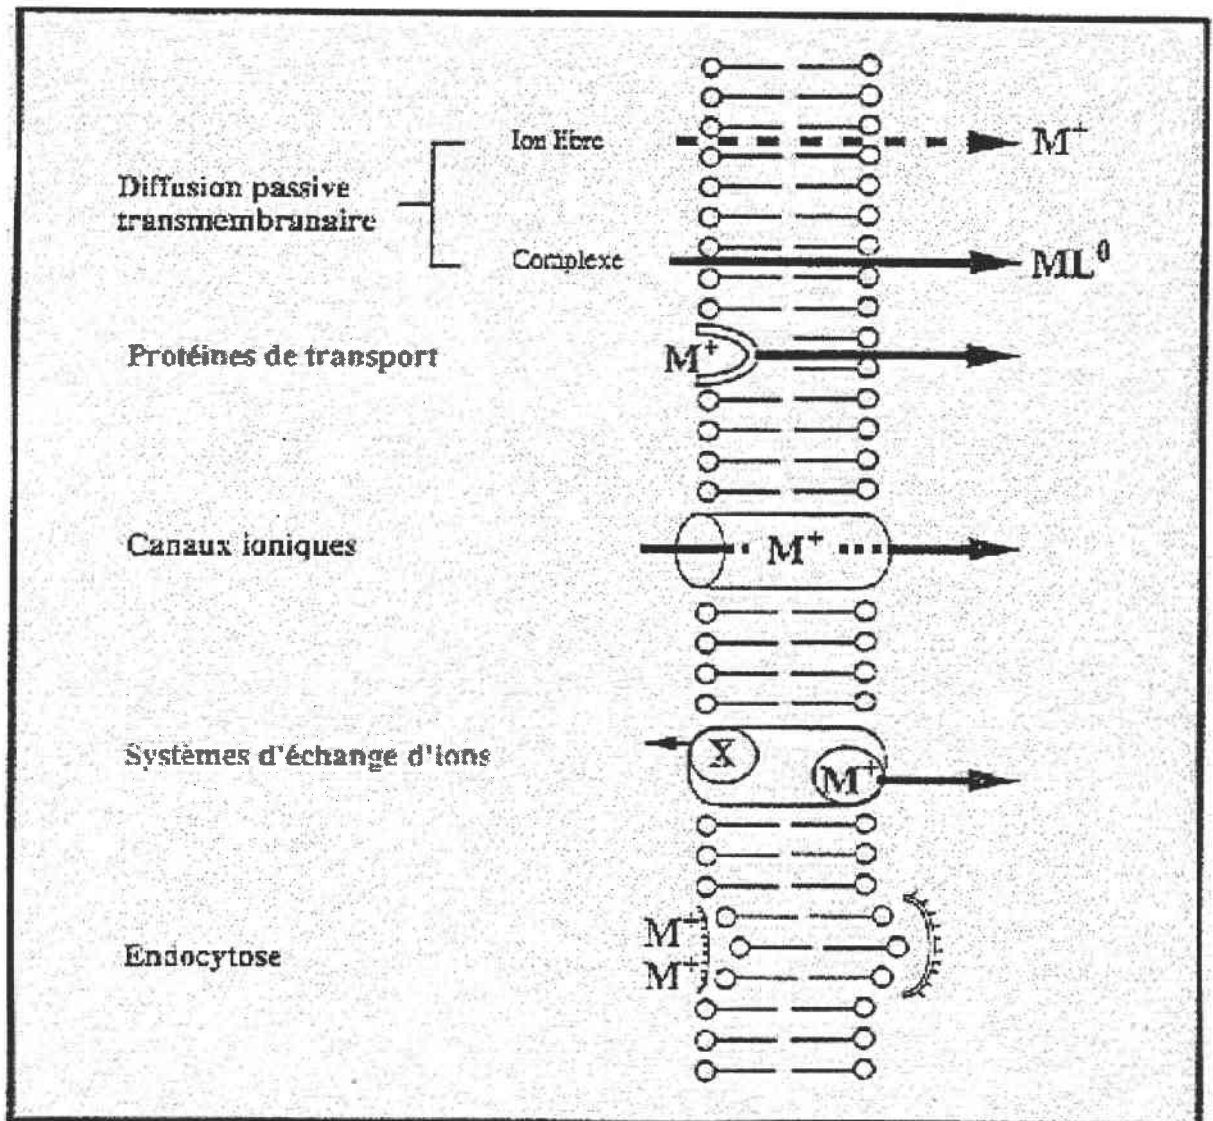 Ion libre
M⁺
Diffusion passive
transmembranaire
Complexe
ML⁰
Protéines de transport
M⁺
Canaux ioniques
M⁺
Systèmes d'échange d'ions
X
M⁺
Endocytose
M⁺
M⁺